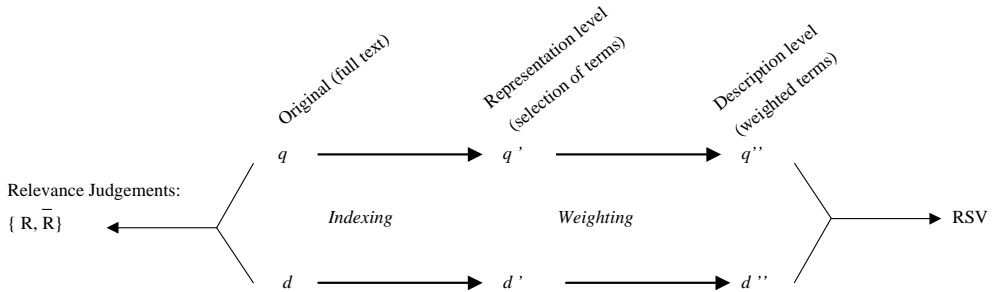 Original (full text)
Representation level
(selection of terms)
Description level
(weighted terms)
q
q '
q ’’
Relevance Judgements:
{ R, R̅}
Indexing
Weighting
RSV
d
d '
d ’’